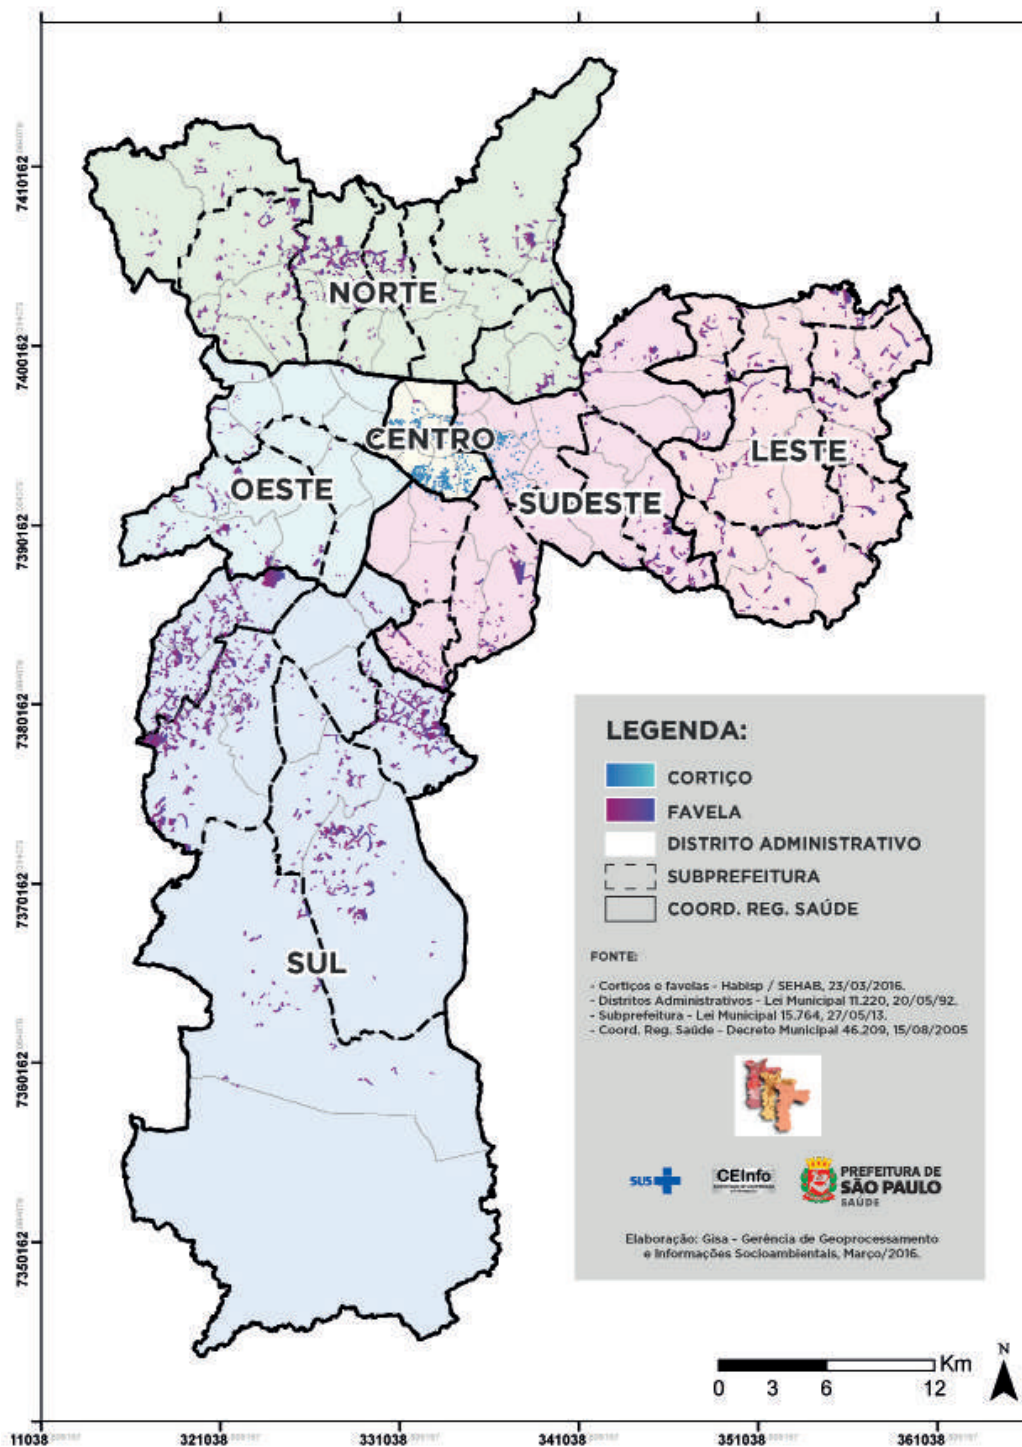 7410162
7400162
7390162
7380162
7370162
7360162
7350162
NORTE
CENTRO
LESTE
OESTE
SUDESTE
SUL
LEGENDA:
CORTIÇO
FAVELA
DISTRITO ADMINISTRATIVO
SUBPREFEITURA
COORD. REG. SAÚDE
FONTE:
- Cortiços e favelas - Habisp / SEHAB, 23/03/2016.
- Distritos Administrativos - Lei Municipal 11.220, 20/05/92.
- Subprefeitura - Lei Municipal 15.764, 27/05/13.
- Coord. Reg. Saúde - Decreto Municipal 46.209, 15/08/2005
SUS
CEInfo
PREFEITURA DE
SÃO PAULO
SAÚDE
Elaboração: Gisa - Gerência de Geoprocessamento
e Informações Socioambientais, Março/2016.
Km
0 3 6 12
N
11038 321038 331038 341038 351038 361038